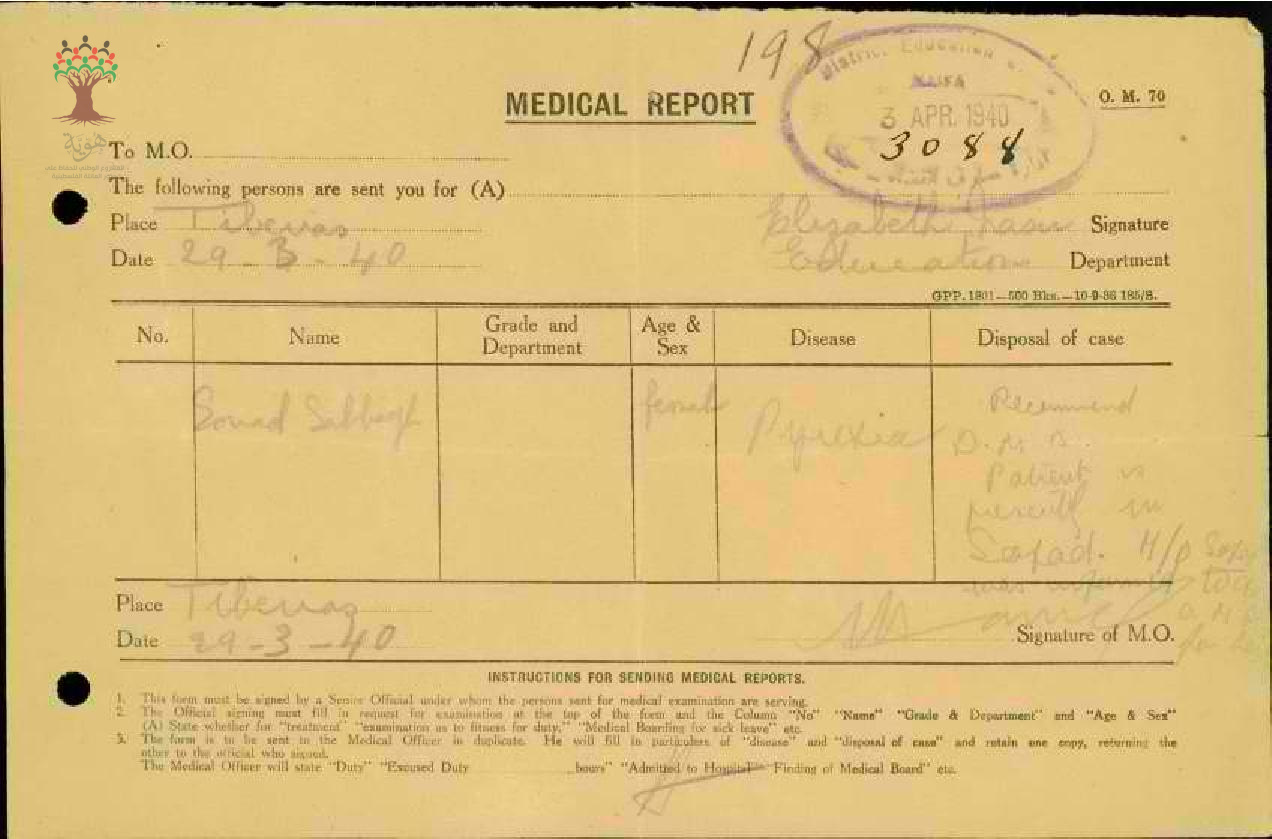 198
District Education
HAIFA
3 APR. 1940
3088
MEDICAL REPORT
O. M. 70
هوية
To M.O.
The following persons are sent you for (A)
Place Tiberias
Elizabeth Nasir Signature
Date 29-3-40
Education Department
GPP. 1801—500 Bks.—10-9-36 185/8.
No. Name Grade and Department Age & Sex Disease Disposal of case
Souad Sabbagh female Pyrexia Recommend
D.M.B.
Patient is
presently in
Safad. H/O Safad
was informed to
Place Tiberias
Date 29-3-40
Signature of M.O.
INSTRUCTIONS FOR SENDING MEDICAL REPORTS.
1. This form must be signed by a Senior Official under whom the persons sent for medical examination are serving.
2. The Official signing must fill in request for examination at the top of the form and the Column "No" "Name" "Grade & Department" and "Age & Sex"
(A) State whether for "treatment" "examination as to fitness for duty," "Medical Boarding for sick leave" etc.
3. The form is to be sent to the Medical Officer in duplicate. He will fill in particulars of "disease" and "disposal of case" and retain one copy, returning the
other to the official who signed.
The Medical Officer will state "Duty" "Excused Duty hours" "Admitted to Hospital" "Finding of Medical Board" etc.